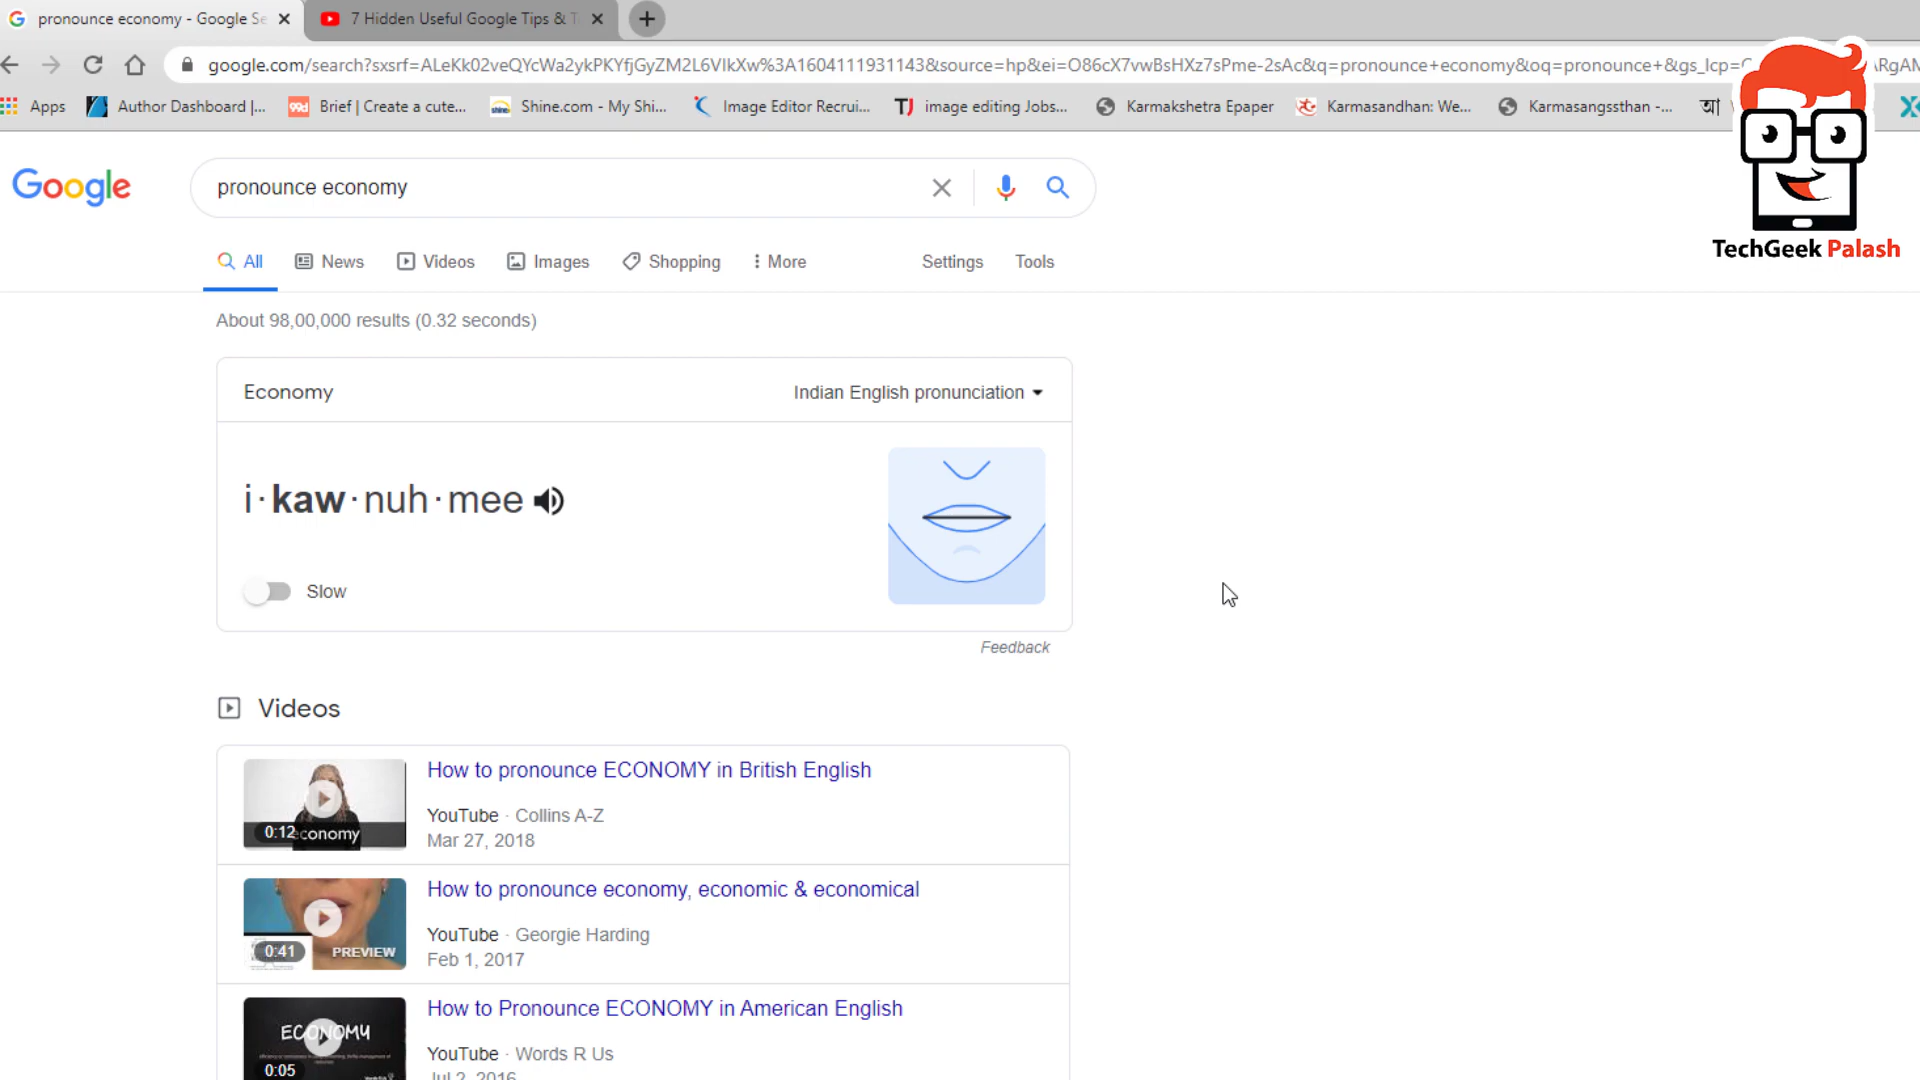 pronounce economy - Google Se
7 Hidden Useful Google Tips & T
google.com/search?sxsrf=ALeKk02veQYcWa2ykPKYfjGyZM2L6VIkXw%3A1604111931143&source=hp&ei=O86cX7vwBsHXz7sPme-2sAc&q=pronounce+economy&oq=pronounce+&gs_lcp=C ARgAM
Apps Author Dashboard |... Brief | Create a cute... Shine.com - My Shi... Image Editor Recrui... image editing Jobs... Karmakshetra Epaper Karmasandhan: We... Karmasangssthan -... আ
TechGeek Palash
Google
pronounce economy
All News Videos Images Shopping More Settings Tools
About 98,00,000 results (0.32 seconds)
Economy Indian English pronunciation
i·kaw·nuh·mee
Slow
Feedback
Videos
How to pronounce ECONOMY in British English
YouTube · Collins A-Z
Mar 27, 2018
0:12 economy
How to pronounce economy, economic & economical
YouTube · Georgie Harding
Feb 1, 2017
0:41 PREVIEW
How to Pronounce ECONOMY in American English
ECONOMY
YouTube · Words R Us
0:05
Jul 2, 2016